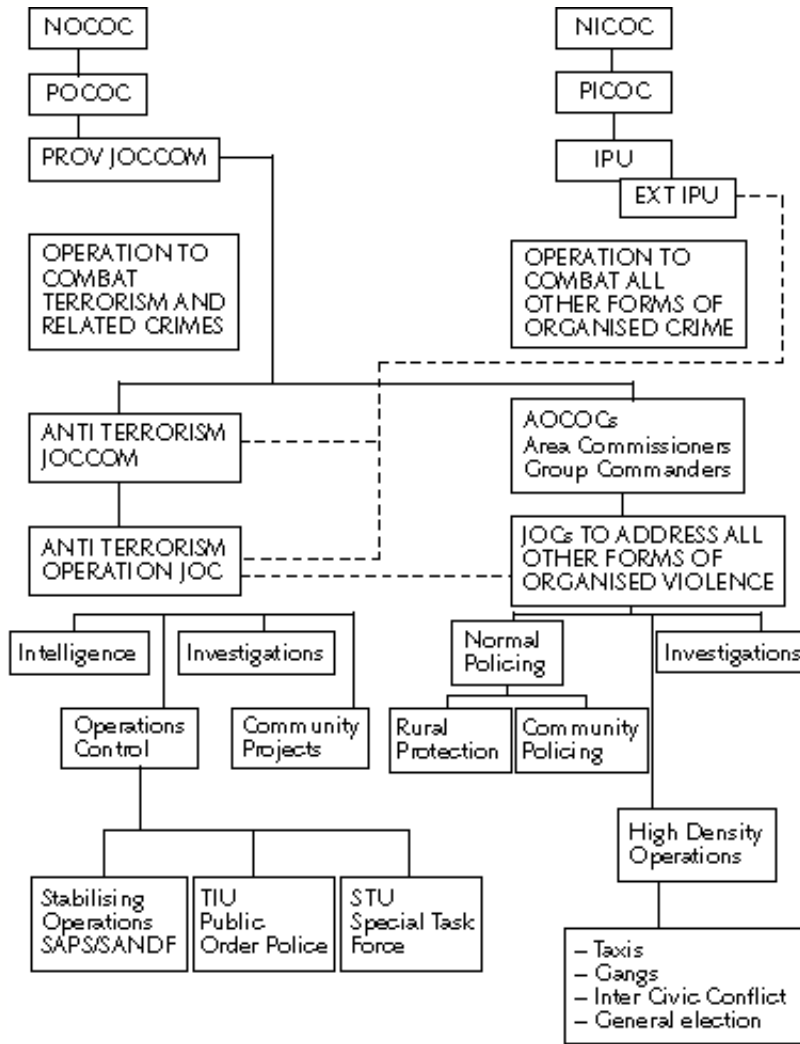 NOCOC
NICOC
POCOC
PICOC
PROV JOCCOM
IPU
EXT IPU
OPERATION TO
COMBAT
TERRORISM AND
RELATED CRIMES
OPERATION TO
COMBAT ALL
OTHER FORMS OF
ORGANISED CRIME
ANTI TERRORISM
JOCCOM
AOCOCs
Area Commissioners
Group Commanders
ANTI TERRORISM
OPERATION JOC
JOCs TO ADDRESS ALL
OTHER FORMS OF
ORGANISED VIOLENCE
Intelligence
Investigations
Normal
Policing
Investigations
Operations
Control
Community
Projects
Rural
Protection
Community
Policing
High Density
Operations
Stabilising
Operations
SAPS/SANDF
TIU
Public
Order Police
STU
Special Task
Force
– Taxis
– Gangs
– Inter Civic Conflict
– General election